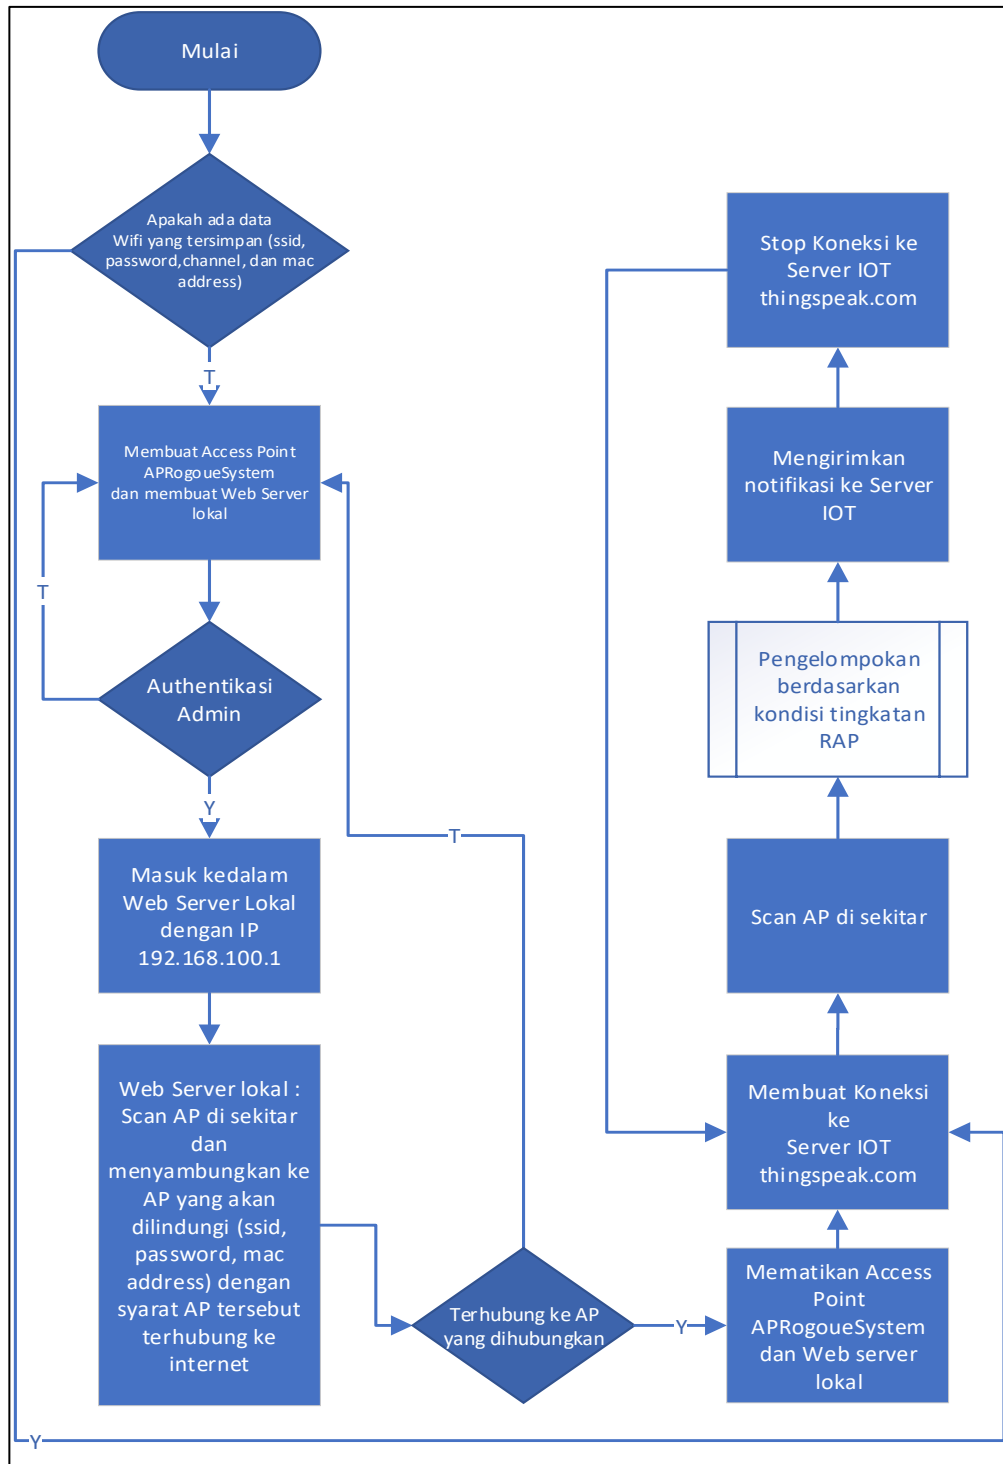 Mulai
Apakah ada data
Wifi yang tersimpan (ssid,
password,channel, dan mac
address)
T
Membuat Access Point
APRogoueSystem
dan membuat Web Server
lokal
T
Authentikasi
Admin
Y
Masuk kedalam
Web Server Lokal
dengan IP
192.168.100.1
Web Server lokal :
Scan AP di sekitar
dan
menyambungkan ke
AP yang akan
dilindungi (ssid,
password, mac
address) dengan
syarat AP tersebut
terhubung ke
internet
T
Terhubung ke AP
yang dihubungkan
Y
Stop Koneksi ke
Server IOT
thingspeak.com
Mengirimkan
notifikasi ke Server
IOT
Pengelompokan
berdasarkan
kondisi tingkatan
RAP
Scan AP di sekitar
Membuat Koneksi
ke
Server IOT
thingspeak.com
Mematikan Access
Point
APRogoueSystem
dan Web server
lokal
Y